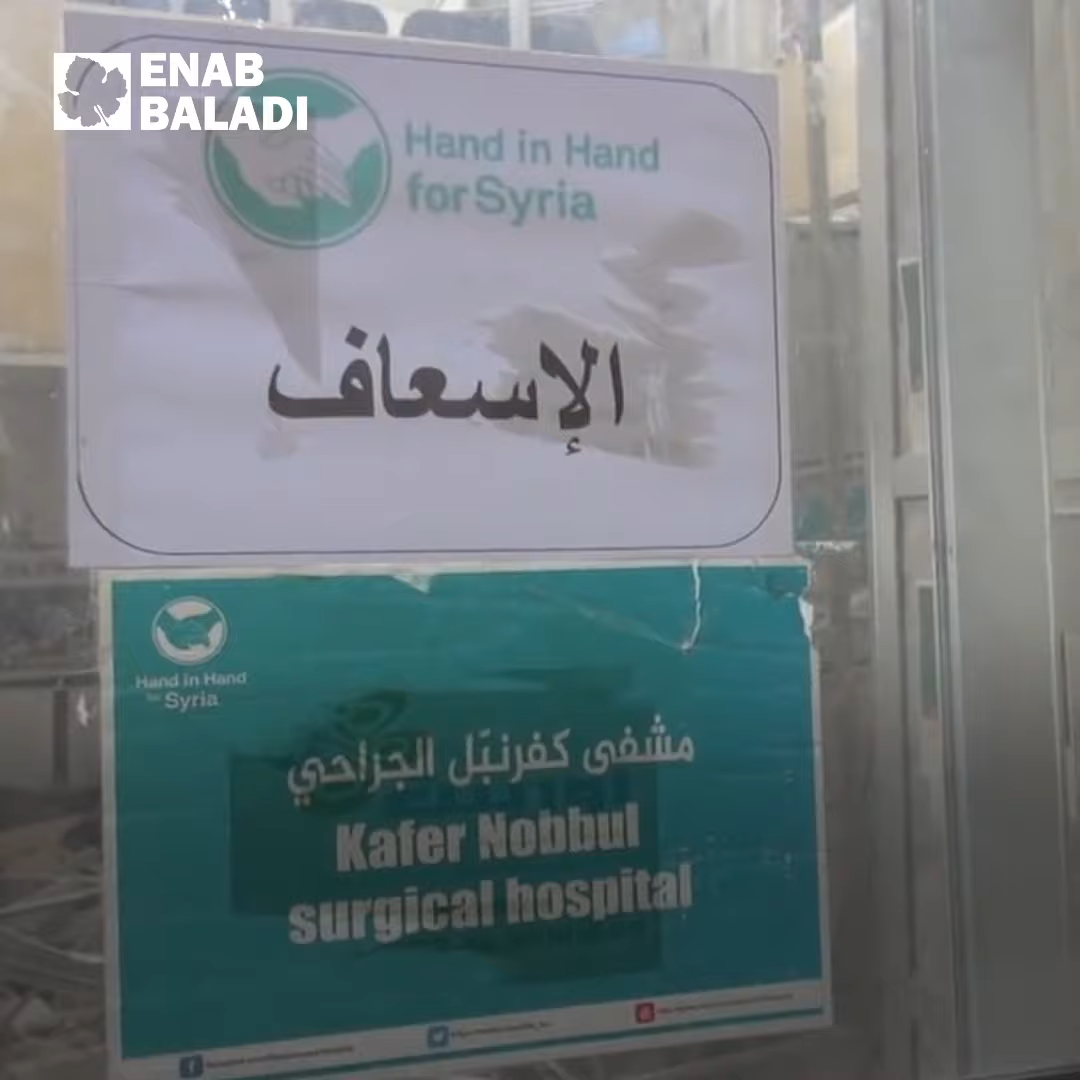 ENAB
BALADI
Hand in Hand
for Syria
الإسعاف
Hand in Hand
for Syria
مشفى كفرنبّل الجراحي
Kafer Nobbul
surgical hospital